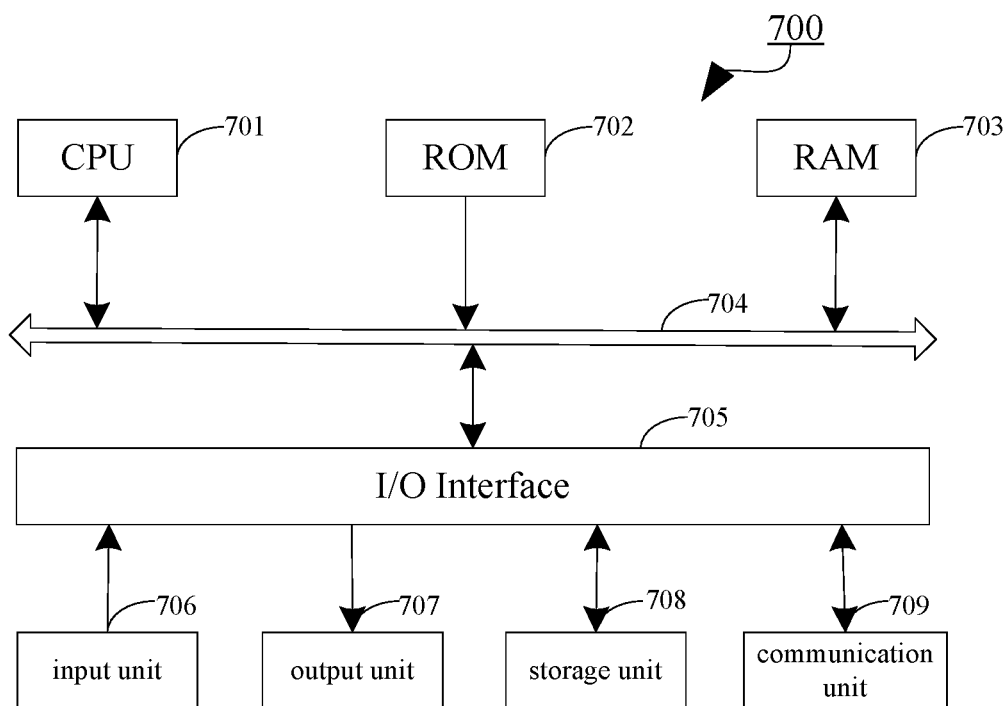 700
701
702
703
CPU
ROM
RAM
704
705
I/O Interface
706
707
708
709
input unit
output unit
storage unit
communication
unit